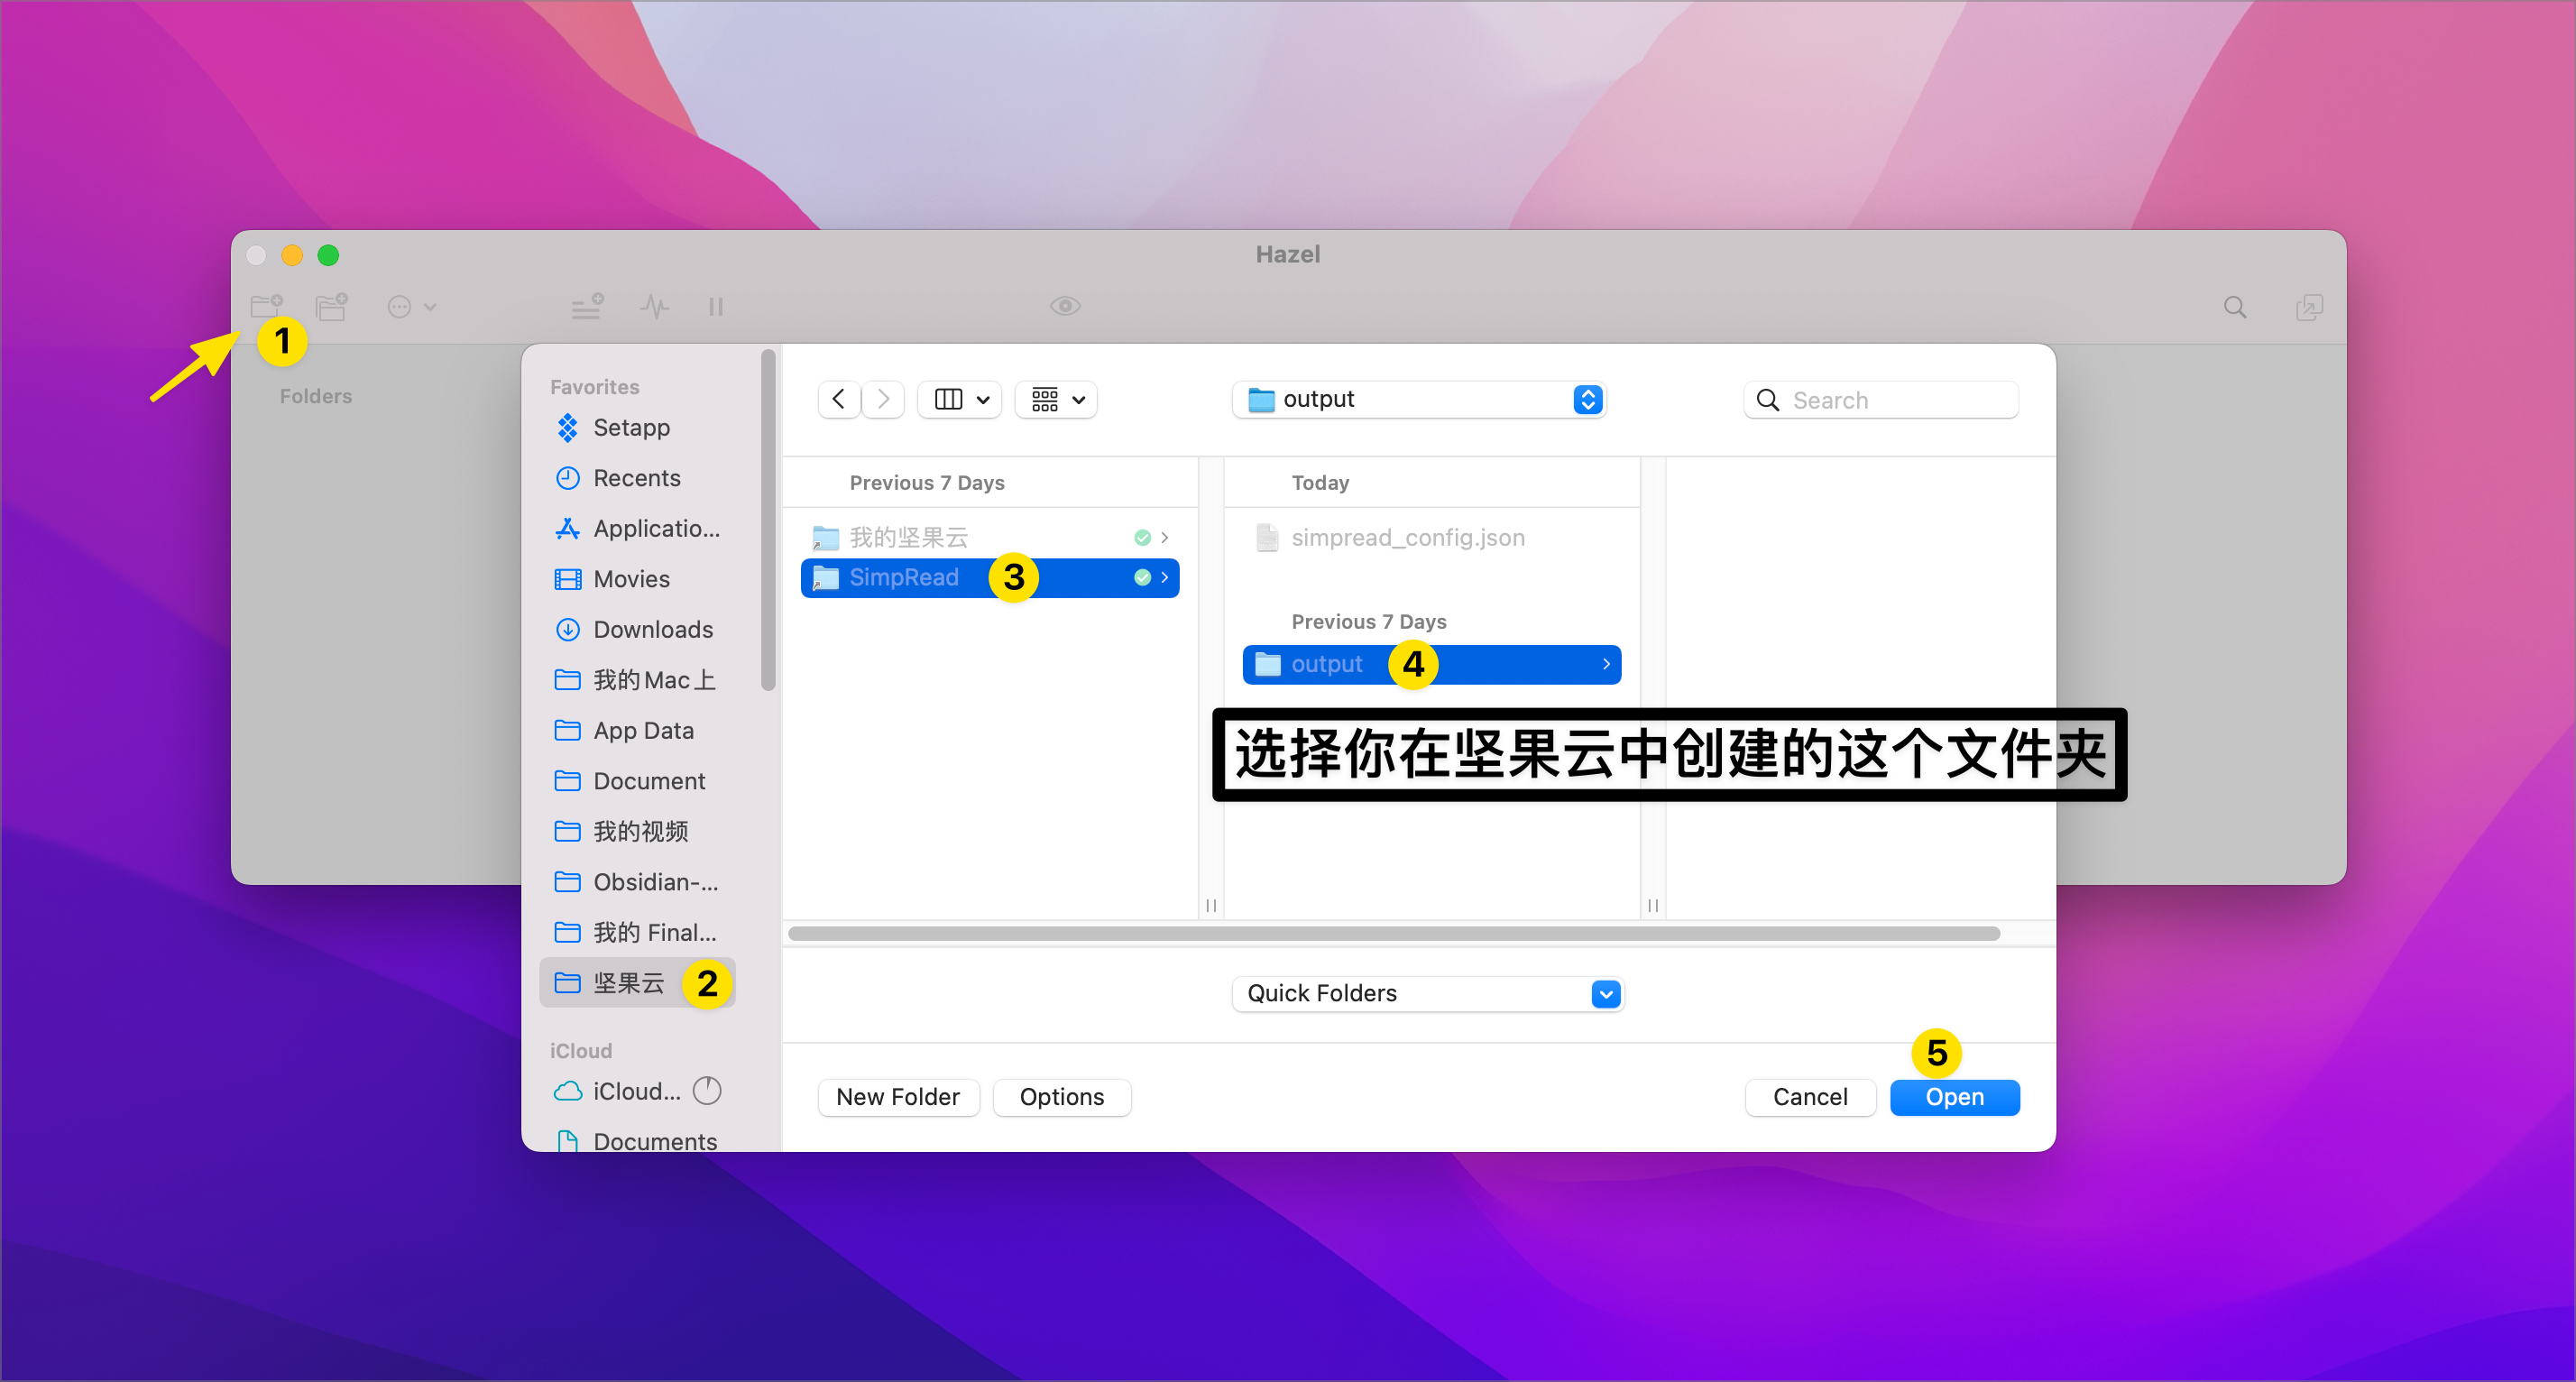 Hazel
1
Folders
Favorites
Setapp
Recents
Applicatio...
Movies
Downloads
我的Mac上
App Data
Document
我的视频
Obsidian-...
我的 Final...
坚果云 2
iCloud
iCloud...
Documents
output
Search
Previous 7 Days
我的坚果云
SimpRead 3
Today
simpread_config.json
Previous 7 Days
output 4
选择你在坚果云中创建的这个文件夹
Quick Folders
5
New Folder
Options
Cancel
Open